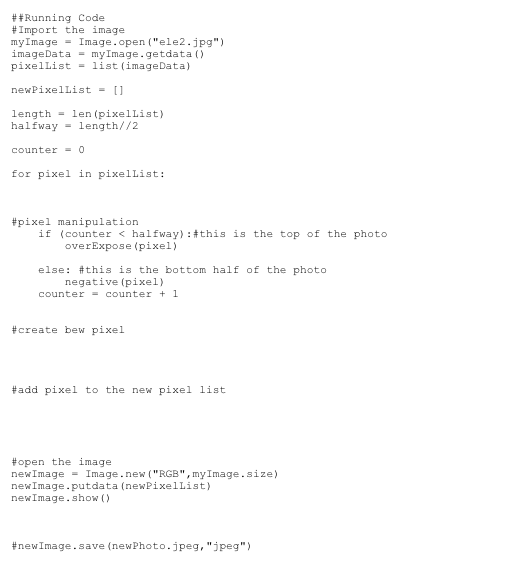 ##Running Code
#Import the image
myImage = Image.open("ele2.jpg")
imageData = myImage.getdata()
pixelList = list(imageData)
newPixelList = []
length = len(pixelList)
halfway = length//2
counter = 0
for pixel in pixelList:
#pixel manipulation
    if (counter < halfway):#this is the top of the photo
        overExpose(pixel)
    else: #this is the bottom half of the photo
        negative(pixel)
    counter = counter + 1
#create bew pixel
#add pixel to the new pixel list
#open the image
newImage = Image.new("RGB",myImage.size)
newImage.putdata(newPixelList)
newImage.show()
#newImage.save(newPhoto.jpeg,"jpeg")